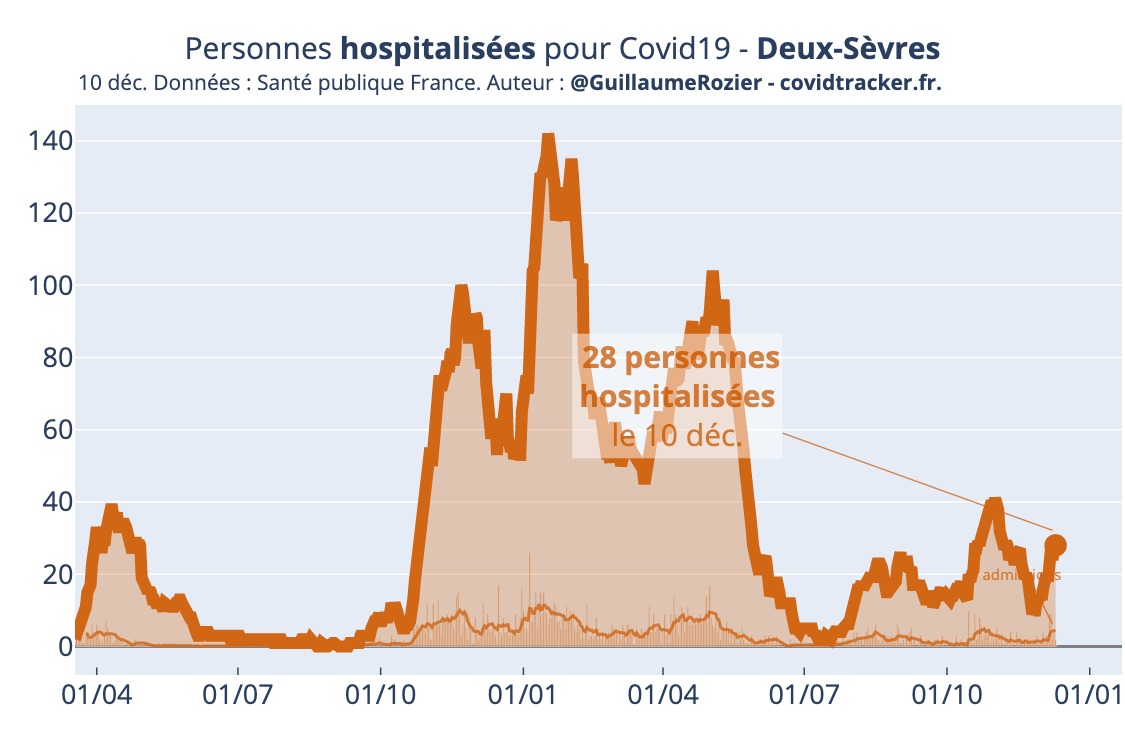 Personnes hospitalisées pour Covid19 - Deux-Sèvres
10 déc. Données : Santé publique France. Auteur : @GuillaumeRozier - covidtracker.fr.
140
120
100
80
60
40
20
0
28 personnes
hospitalisées
le 10 déc.
admissions
01/04 01/07 01/10 01/01 01/04 01/07 01/10 01/01